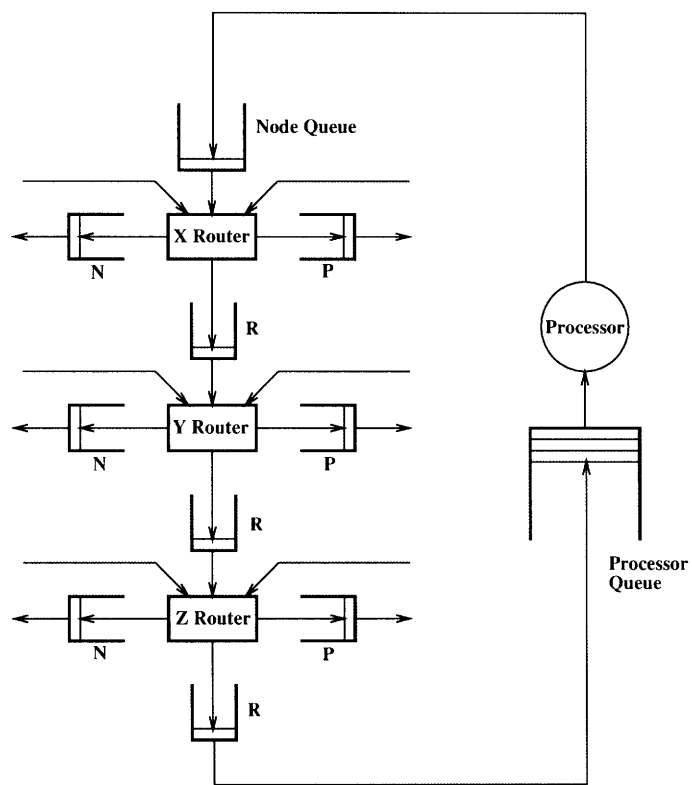 Node Queue
X Router
N
P
R
Processor
Y Router
N
P
R
Processor
Queue
Z Router
N
P
R